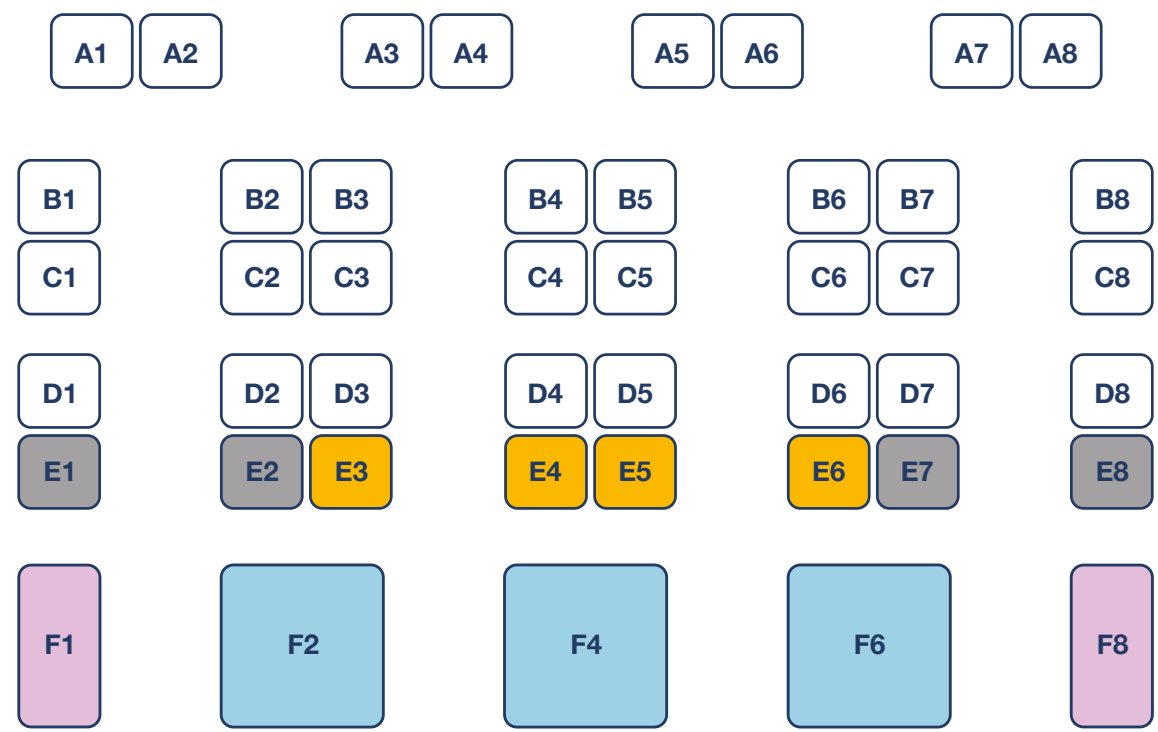 A1 A2 A3 A4 A5 A6 A7 A8
B1 B2 B3 B4 B5 B6 B7 B8
C1 C2 C3 C4 C5 C6 C7 C8
D1 D2 D3 D4 D5 D6 D7 D8
E1 E2 E3 E4 E5 E6 E7 E8
F1 F2 F4 F6 F8